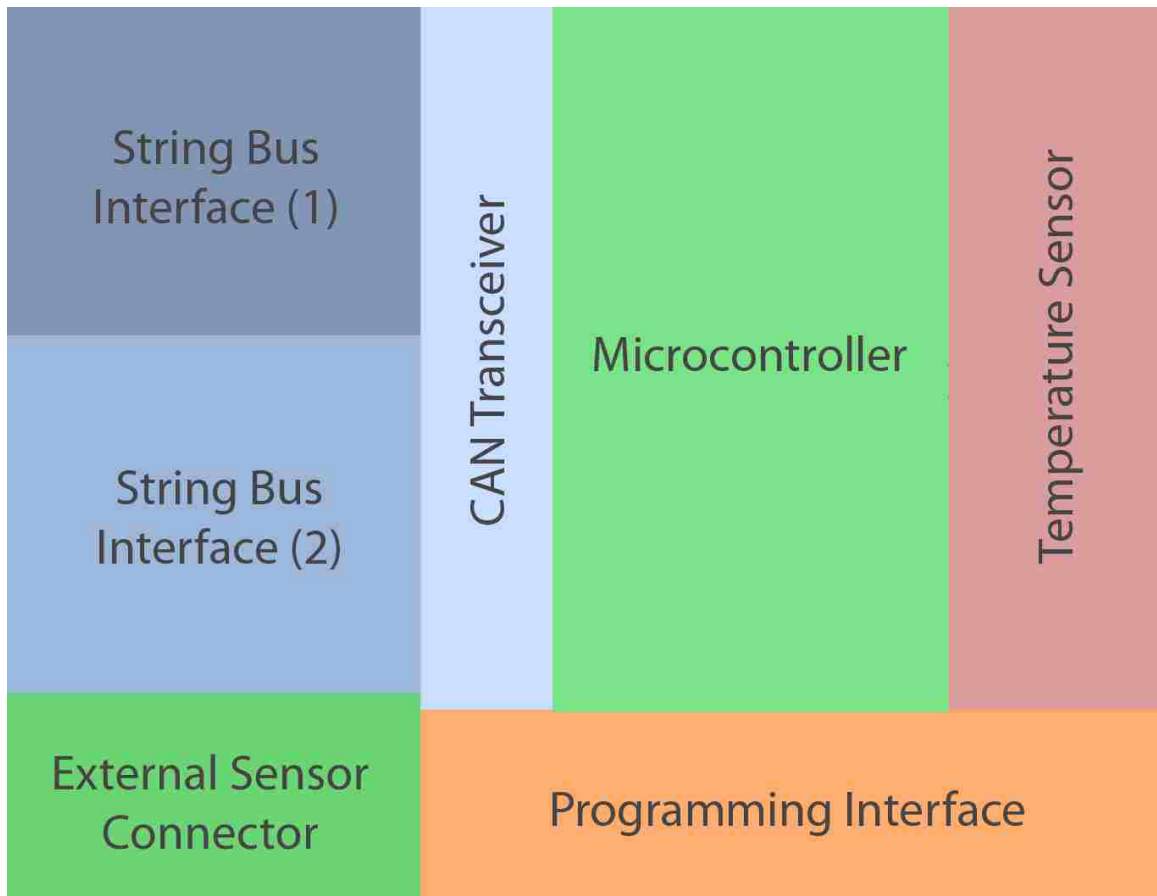 String Bus
Interface (1)
String Bus
Interface (2)
CAN Transceiver
Microcontroller
Temperature Sensor
External Sensor
Connector
Programming Interface